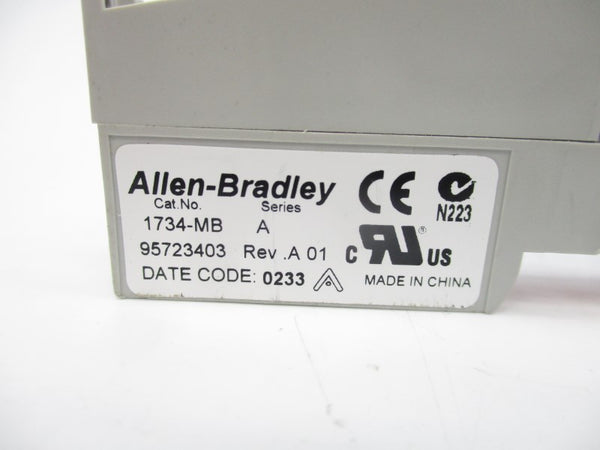 Allen-Bradley
Cat.No. Series
1734-MB A
95723403 Rev .A 01
DATE CODE: 0233
CE
N223
c RU ® US
MADE IN CHINA